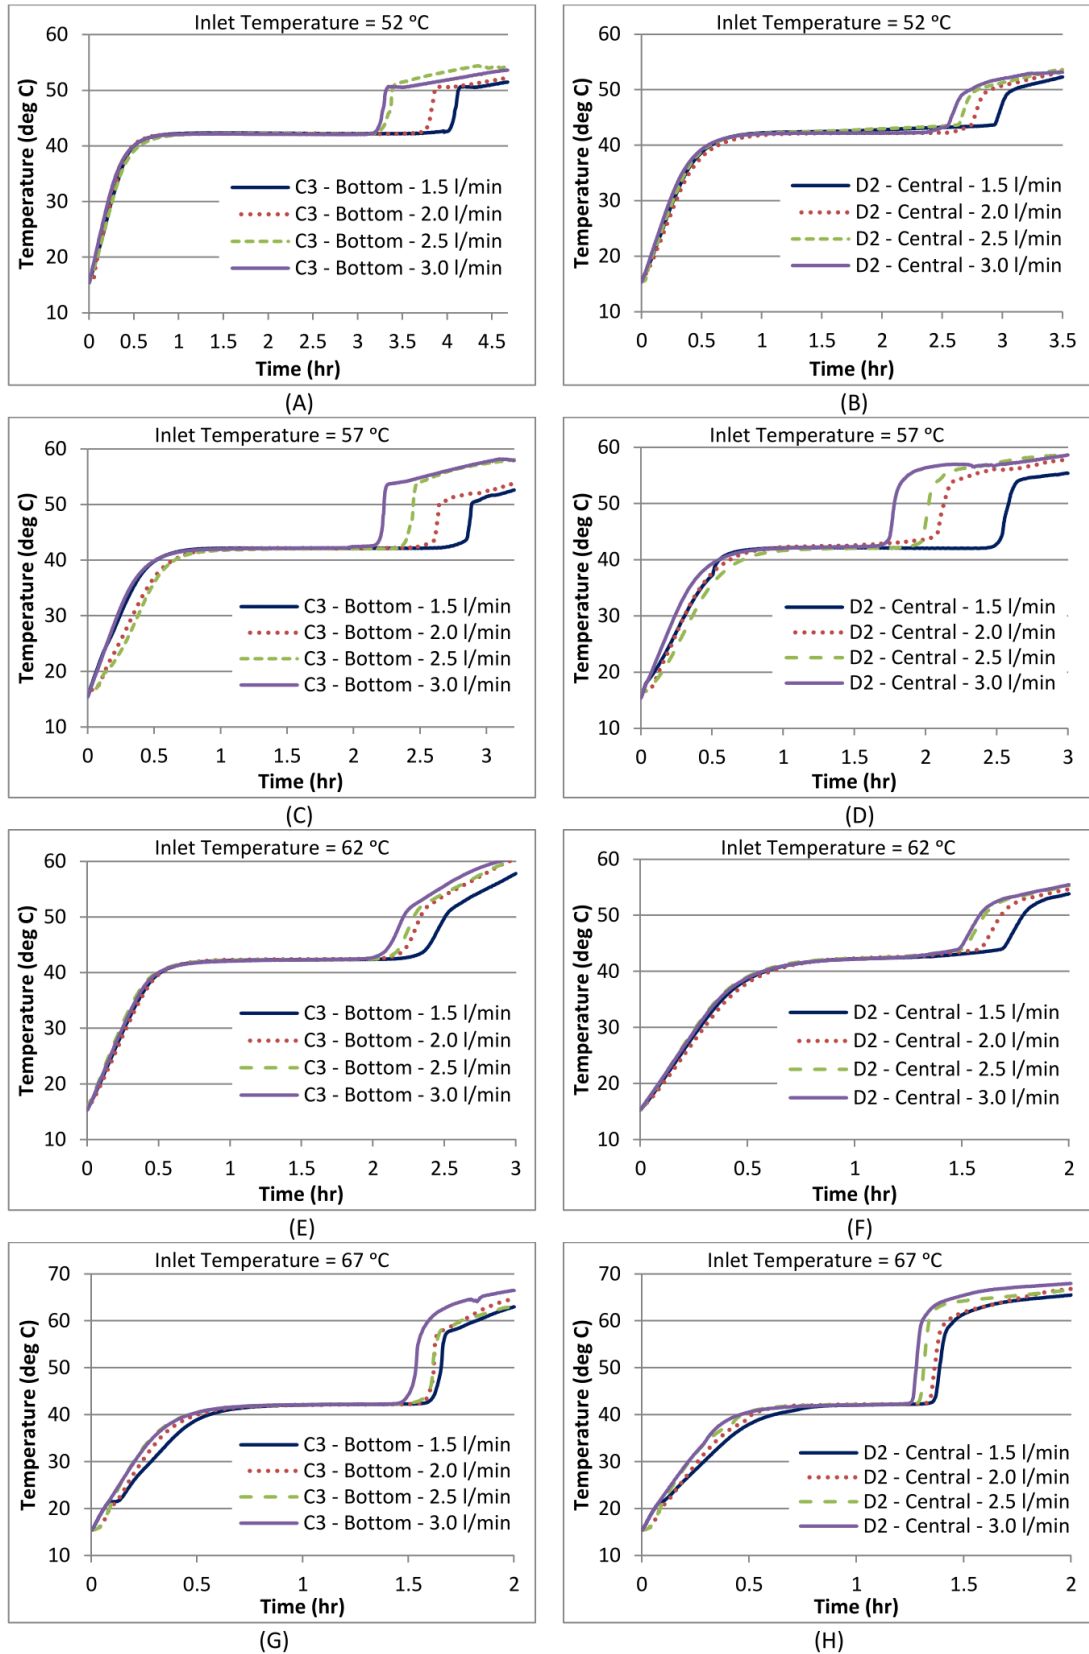 Inlet Temperature = 52 ºC
Temperature (deg C)
60
50
40
30
20
10
C3 - Bottom - 1.5 l/min
C3 - Bottom - 2.0 l/min
C3 - Bottom - 2.5 l/min
C3 - Bottom - 3.0 l/min
0 0.5 1 1.5 2 2.5 3 3.5 4 4.5
Time (hr)
(A)
Inlet Temperature = 52 ºC
Temperature (deg C)
60
50
40
30
20
10
D2 - Central - 1.5 l/min
D2 - Central - 2.0 l/min
D2 - Central - 2.5 l/min
D2 - Central - 3.0 l/min
0 0.5 1 1.5 2 2.5 3 3.5
Time (hr)
(B)
Inlet Temperature = 57 ºC
Temperature (deg C)
60
50
40
30
20
10
C3 - Bottom - 1.5 l/min
C3 - Bottom - 2.0 l/min
C3 - Bottom - 2.5 l/min
C3 - Bottom - 3.0 l/min
0 0.5 1 1.5 2 2.5 3
Time (hr)
(C)
Inlet Temperature = 57 ºC
Temperature (deg C)
60
50
40
30
20
10
D2 - Central - 1.5 l/min
D2 - Central - 2.0 l/min
D2 - Central - 2.5 l/min
D2 - Central - 3.0 l/min
0 0.5 1 1.5 2 2.5 3
Time (hr)
(D)
Inlet Temperature = 62 ºC
Temperature (deg C)
60
50
40
30
20
10
C3 - Bottom - 1.5 l/min
C3 - Bottom - 2.0 l/min
C3 - Bottom - 2.5 l/min
C3 - Bottom - 3.0 l/min
0 0.5 1 1.5 2 2.5 3
Time (hr)
(E)
Inlet Temperature = 62 ºC
Temperature (deg C)
60
50
40
30
20
10
D2 - Central - 1.5 l/min
D2 - Central - 2.0 l/min
D2 - Central - 2.5 l/min
D2 - Central - 3.0 l/min
0 0.5 1 1.5 2
Time (hr)
(F)
Inlet Temperature = 67 ºC
Temperature (deg C)
70
60
50
40
30
20
10
C3 - Bottom - 1.5 l/min
C3 - Bottom - 2.0 l/min
C3 - Bottom - 2.5 l/min
C3 - Bottom - 3.0 l/min
0 0.5 1 1.5 2
Time (hr)
(G)
Inlet Temperature = 67 ºC
Temperature (deg C)
70
60
50
40
30
20
10
D2 - Central - 1.5 l/min
D2 - Central - 2.0 l/min
D2 - Central - 2.5 l/min
D2 - Central - 3.0 l/min
0 0.5 1 1.5 2
Time (hr)
(H)